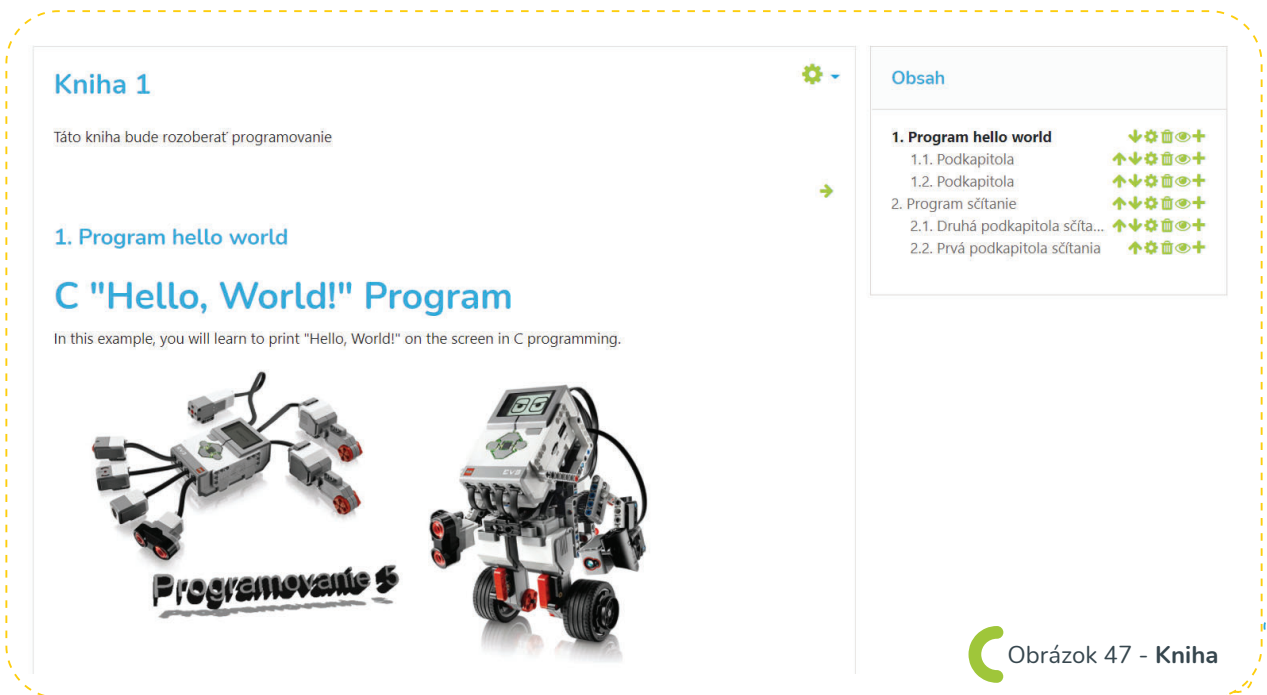 Kniha 1
Táto kniha bude rozoberať programovanie
1. Program hello world
C "Hello, World!" Program
In this example, you will learn to print "Hello, World!" on the screen in C programming.
EV3
EV3
Programovanie 5
Obsah
1. Program hello world
1.1. Podkapitola
1.2. Podkapitola
2. Program sčítanie
2.1. Druhá podkapitola sčíta...
2.2. Prvá podkapitola sčítania
Obrázok 47 - Kniha